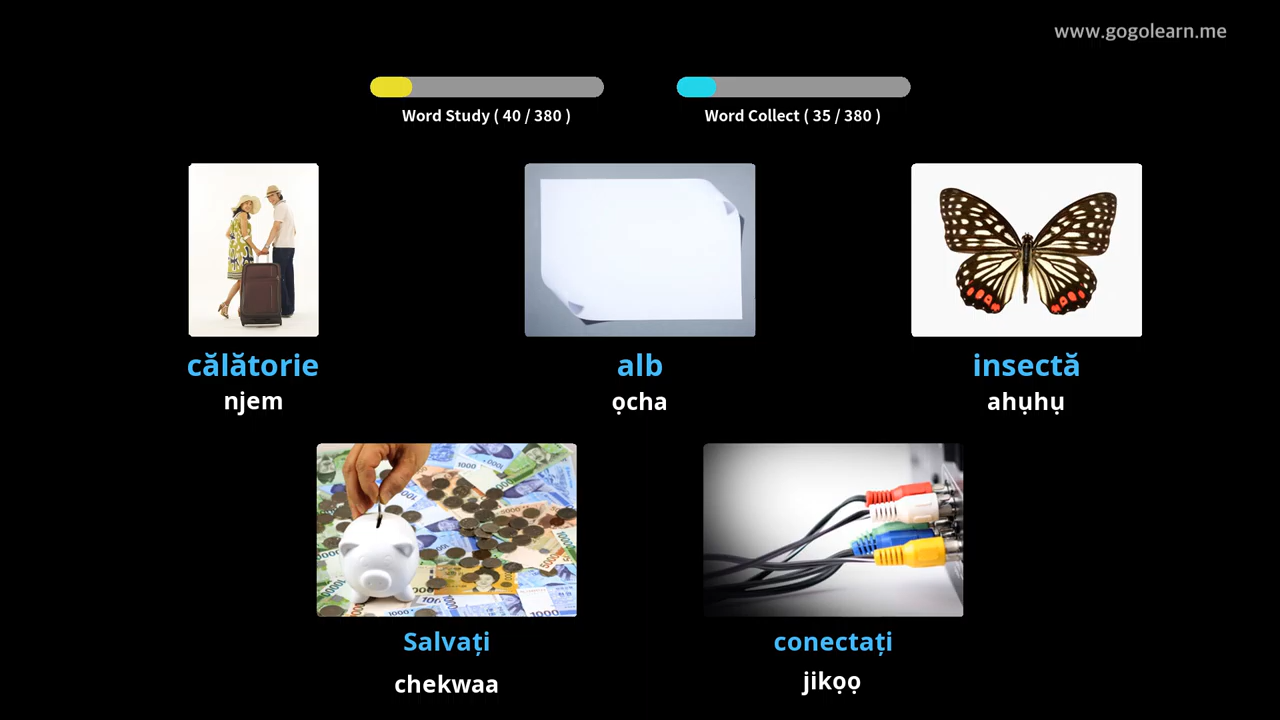 www.gogolearn.me
Word Study ( 40 / 380 )
Word Collect ( 35 / 380 )
călătorie
njem
alb
ọcha
insectă
ahụhụ
Salvați
chekwaa
conectați
jikọọ